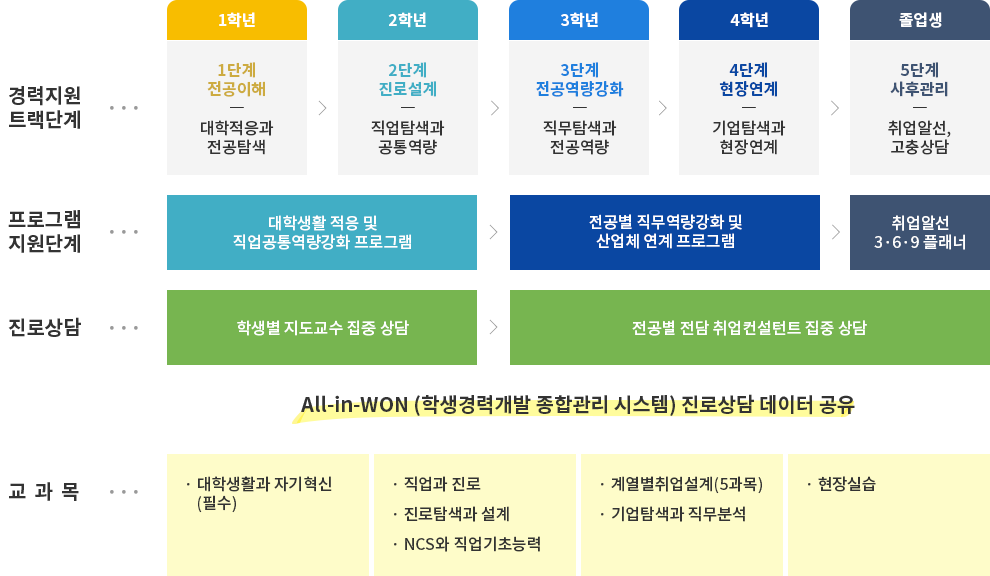 1학년
2학년
3학년
4학년
졸업생
경력지원
트랙단계
1단계
전공이해
대학적응과
전공탐색
2단계
진로설계
직업탐색과
공통역량
3단계
전공역량강화
직무탐색과
전공역량
4단계
현장연계
기업탐색과
현장연계
5단계
사후관리
취업알선,
고충상담
프로그램
지원단계
대학생활 적응 및
직업공통역량강화 프로그램
전공별 직무역량강화 및
산업체 연계 프로그램
취업알선
3·6·9 플래너
진로상담
학생별 지도교수 집중 상담
전공별 전담 취업컨설턴트 집중 상담
All-in-WON (학생경력개발 종합관리 시스템) 진로상담 데이터 공유
교 과 목
· 대학생활과 자기혁신
(필수)
· 직업과 진로
· 진로탐색과 설계
· NCS와 직업기초능력
· 계열별취업설계(5과목)
· 기업탐색과 직무분석
· 현장실습